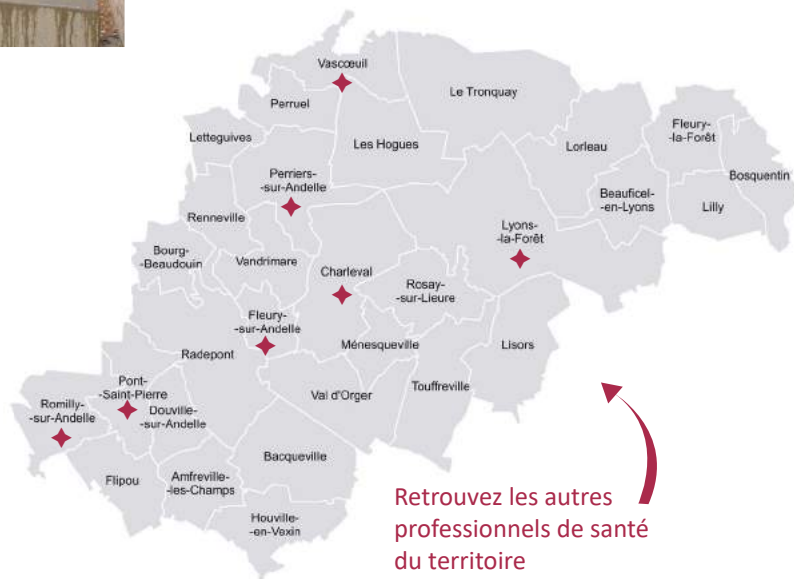 Vascœuil
Le Tronquay
Perruel
Letteguives
Les Hogues
Fleury-
-la-Forêt
Lorleau
Bosquentin
Perriers-
-sur-Andelle
Beauficel-
-en-Lyons
Lilly
Renneville
Lyons-
-la-Forêt
Bourg-
-Beaudouin
Vandrimare
Charleval
Rosay-
-sur-Lieure
Fleury-
-sur-Andelle
Ménesqueville
Lisors
Radepont
Pont-
-Saint-Pierre
Val d'Orger
Touffreville
Romilly-
-sur-Andelle
Douville-
-sur-Andelle
Bacqueville
Flipou
Amfreville-
-les-Champs
Houville-
-en-Vexin
Retrouvez les autres
professionnels de santé
du territoire